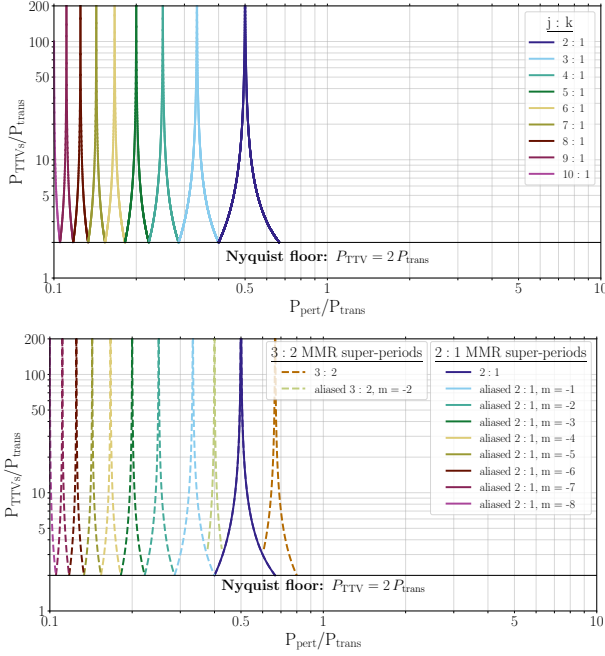 200
100
50
10
5
1
P_TTVs/P_trans
j : k
2 : 1
3 : 1
4 : 1
5 : 1
6 : 1
7 : 1
8 : 1
9 : 1
10 : 1
Nyquist floor: P_TTV = 2 P_trans
0.1 0.5 1 5 10
P_pert/P_trans
200
100
50
10
5
1
P_TTVs/P_trans
3 : 2 MMR super-periods
3 : 2
aliased 3 : 2, m = -2
2 : 1 MMR super-periods
2 : 1
aliased 2 : 1, m = -1
aliased 2 : 1, m = -2
aliased 2 : 1, m = -3
aliased 2 : 1, m = -4
aliased 2 : 1, m = -5
aliased 2 : 1, m = -6
aliased 2 : 1, m = -7
aliased 2 : 1, m = -8
Nyquist floor: P_TTV = 2 P_trans
0.1 0.5 1 5 10
P_pert/P_trans